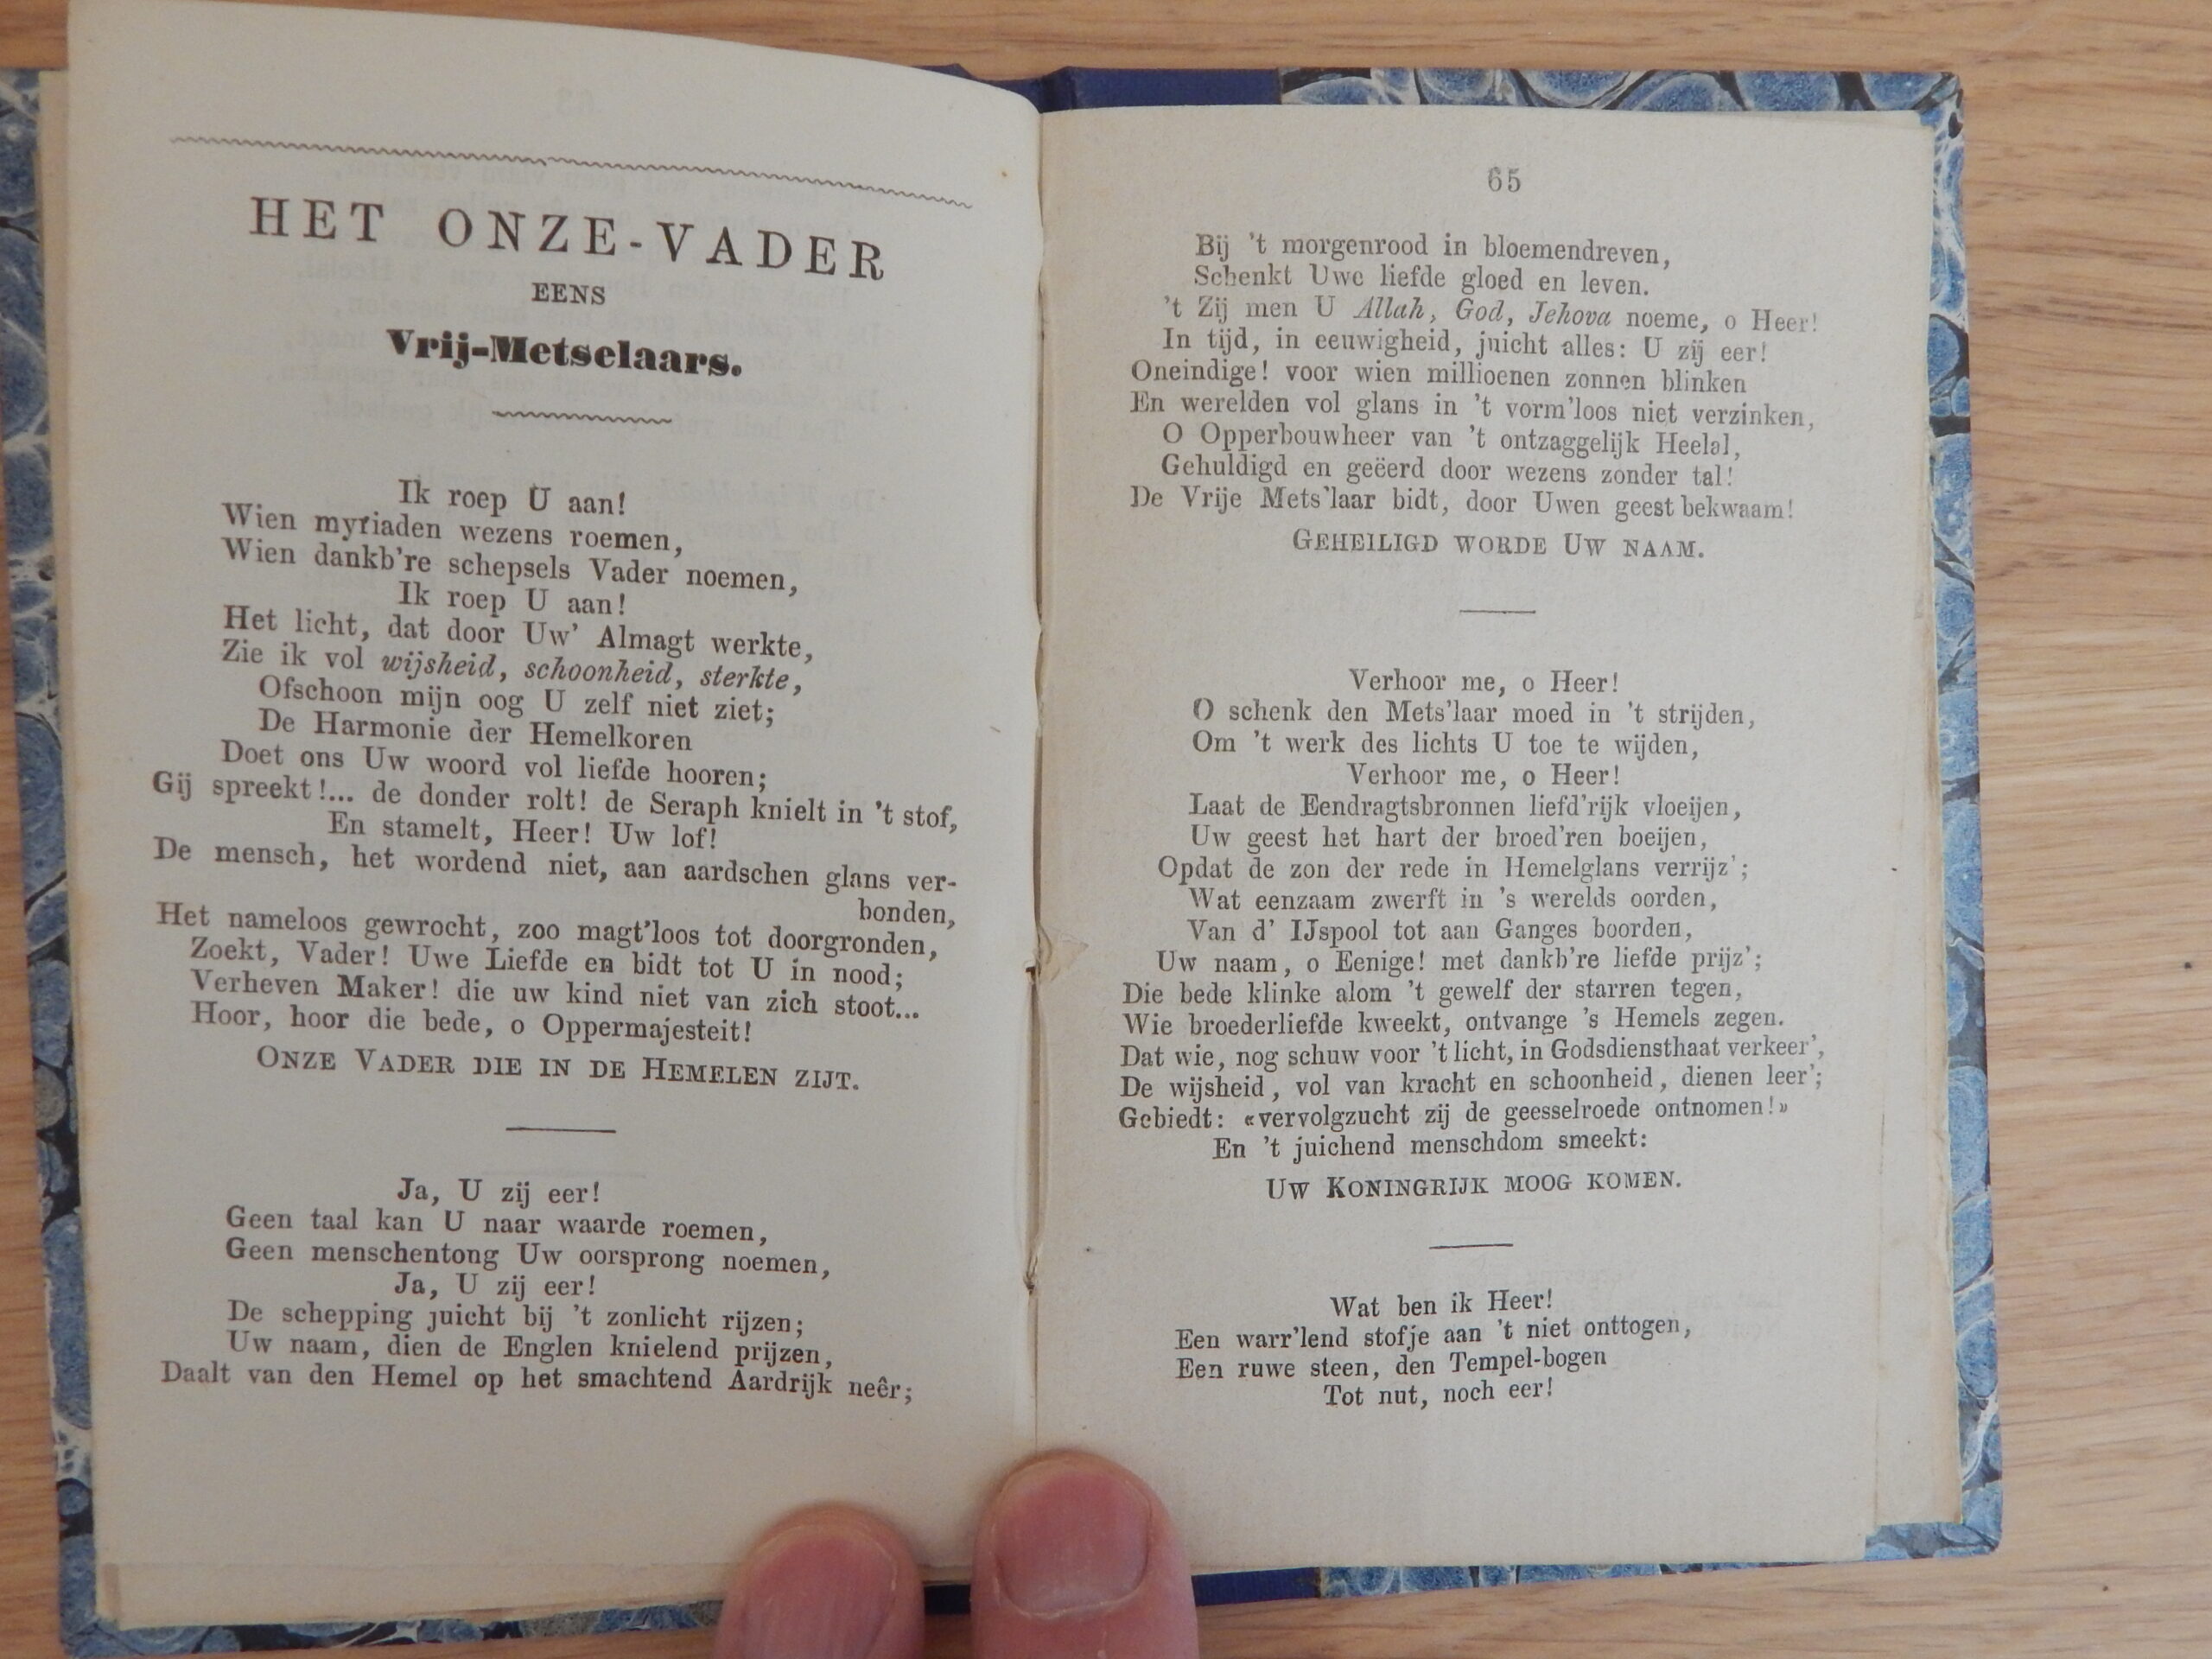 HET ONZE-VADER
EENS
Vrij-Metselaars.
Ik roep U aan!
Wien myriaden wezens roemen,
Wien dankb're schepsels Vader noemen,
Ik roep U aan!
Het licht, dat door Uw' Almagt werkte,
Zie ik vol wijsheid, schoonheid, sterkte,
Ofschoon mijn oog U zelf niet ziet;
De Harmonie der Hemelkoren
Doet ons Uw woord vol liefde hooren;
Gij spreekt!... de donder rolt! de Seraph knielt in 't stof,
En stamelt, Heer! Uw lof!
De mensch, het wordend niet, aan aardschen glans ver-
bonden,
Het nameloos gewrocht, zoo magt'loos tot doorgronden,
Zoekt, Vader! Uwe Liefde en bidt tot U in nood;
Verheven Maker! die uw kind niet van zich stoot...
Hoor, hoor die bede, o Oppermajesteit!
ONZE VADER DIE IN DE HEMELEN ZIJT.
Ja, U zij eer!
Geen taal kan U naar waarde roemen,
Geen menschentong Uw oorsprong noemen,
Ja, U zij eer!
De schepping juicht bij 't zonlicht rijzen;
Uw naam, dien de Englen knielend prijzen,
Daalt van den Hemel op het smachtend Aardrijk neêr;
65
Bij 't morgenrood in bloemendreven,
Schenkt Uwe liefde gloed en leven.
't Zij men U Allah, God, Jehova noeme, o Heer!
In tijd, in eeuwigheid, juicht alles: U zij eer!
Oneindige! voor wien millioenen zonnen blinken
En werelden vol glans in 't vorm'loos niet verzinken,
O Opperbouwheer van 't ontzaggelijk Heelal,
Gehuldigd en geëerd door wezens zonder tal!
De Vrije Mets'laar bidt, door Uwen geest bekwaam!
GEHEILIGD WORDE UW NAAM.
Verhoor me, o Heer!
O schenk den Mets'laar moed in 't strijden,
Om 't werk des lichts U toe te wijden,
Verhoor me, o Heer!
Laat de Eendragtsbronnen liefd'rijk vloeijen,
Uw geest het hart der broed'ren boeijen,
Opdat de zon der rede in Hemelglans verrijz';
Wat eenzaam zwerft in 's werelds oorden,
Van d' IJspool tot aan Ganges boorden,
Uw naam, o Eenige! met dankb're liefde prijz';
Die bede klinke alom 't gewelf der starren tegen,
Wie broederliefde kweekt, ontvange 's Hemels zegen.
Dat wie, nog schuw voor 't licht, in Godsdiensthaat verkeer',
De wijsheid, vol van kracht en schoonheid, dienen leer';
Gebiedt: «vervolgzucht zij de geesselroede ontnomen!»
En 't juichend menschdom smeekt:
UW KONINGRIJK MOOG KOMEN.
Wat ben ik Heer!
Een warr'lend stofje aan 't niet onttogen,
Een ruwe steen, den Tempel-bogen
Tot nut, noch eer!